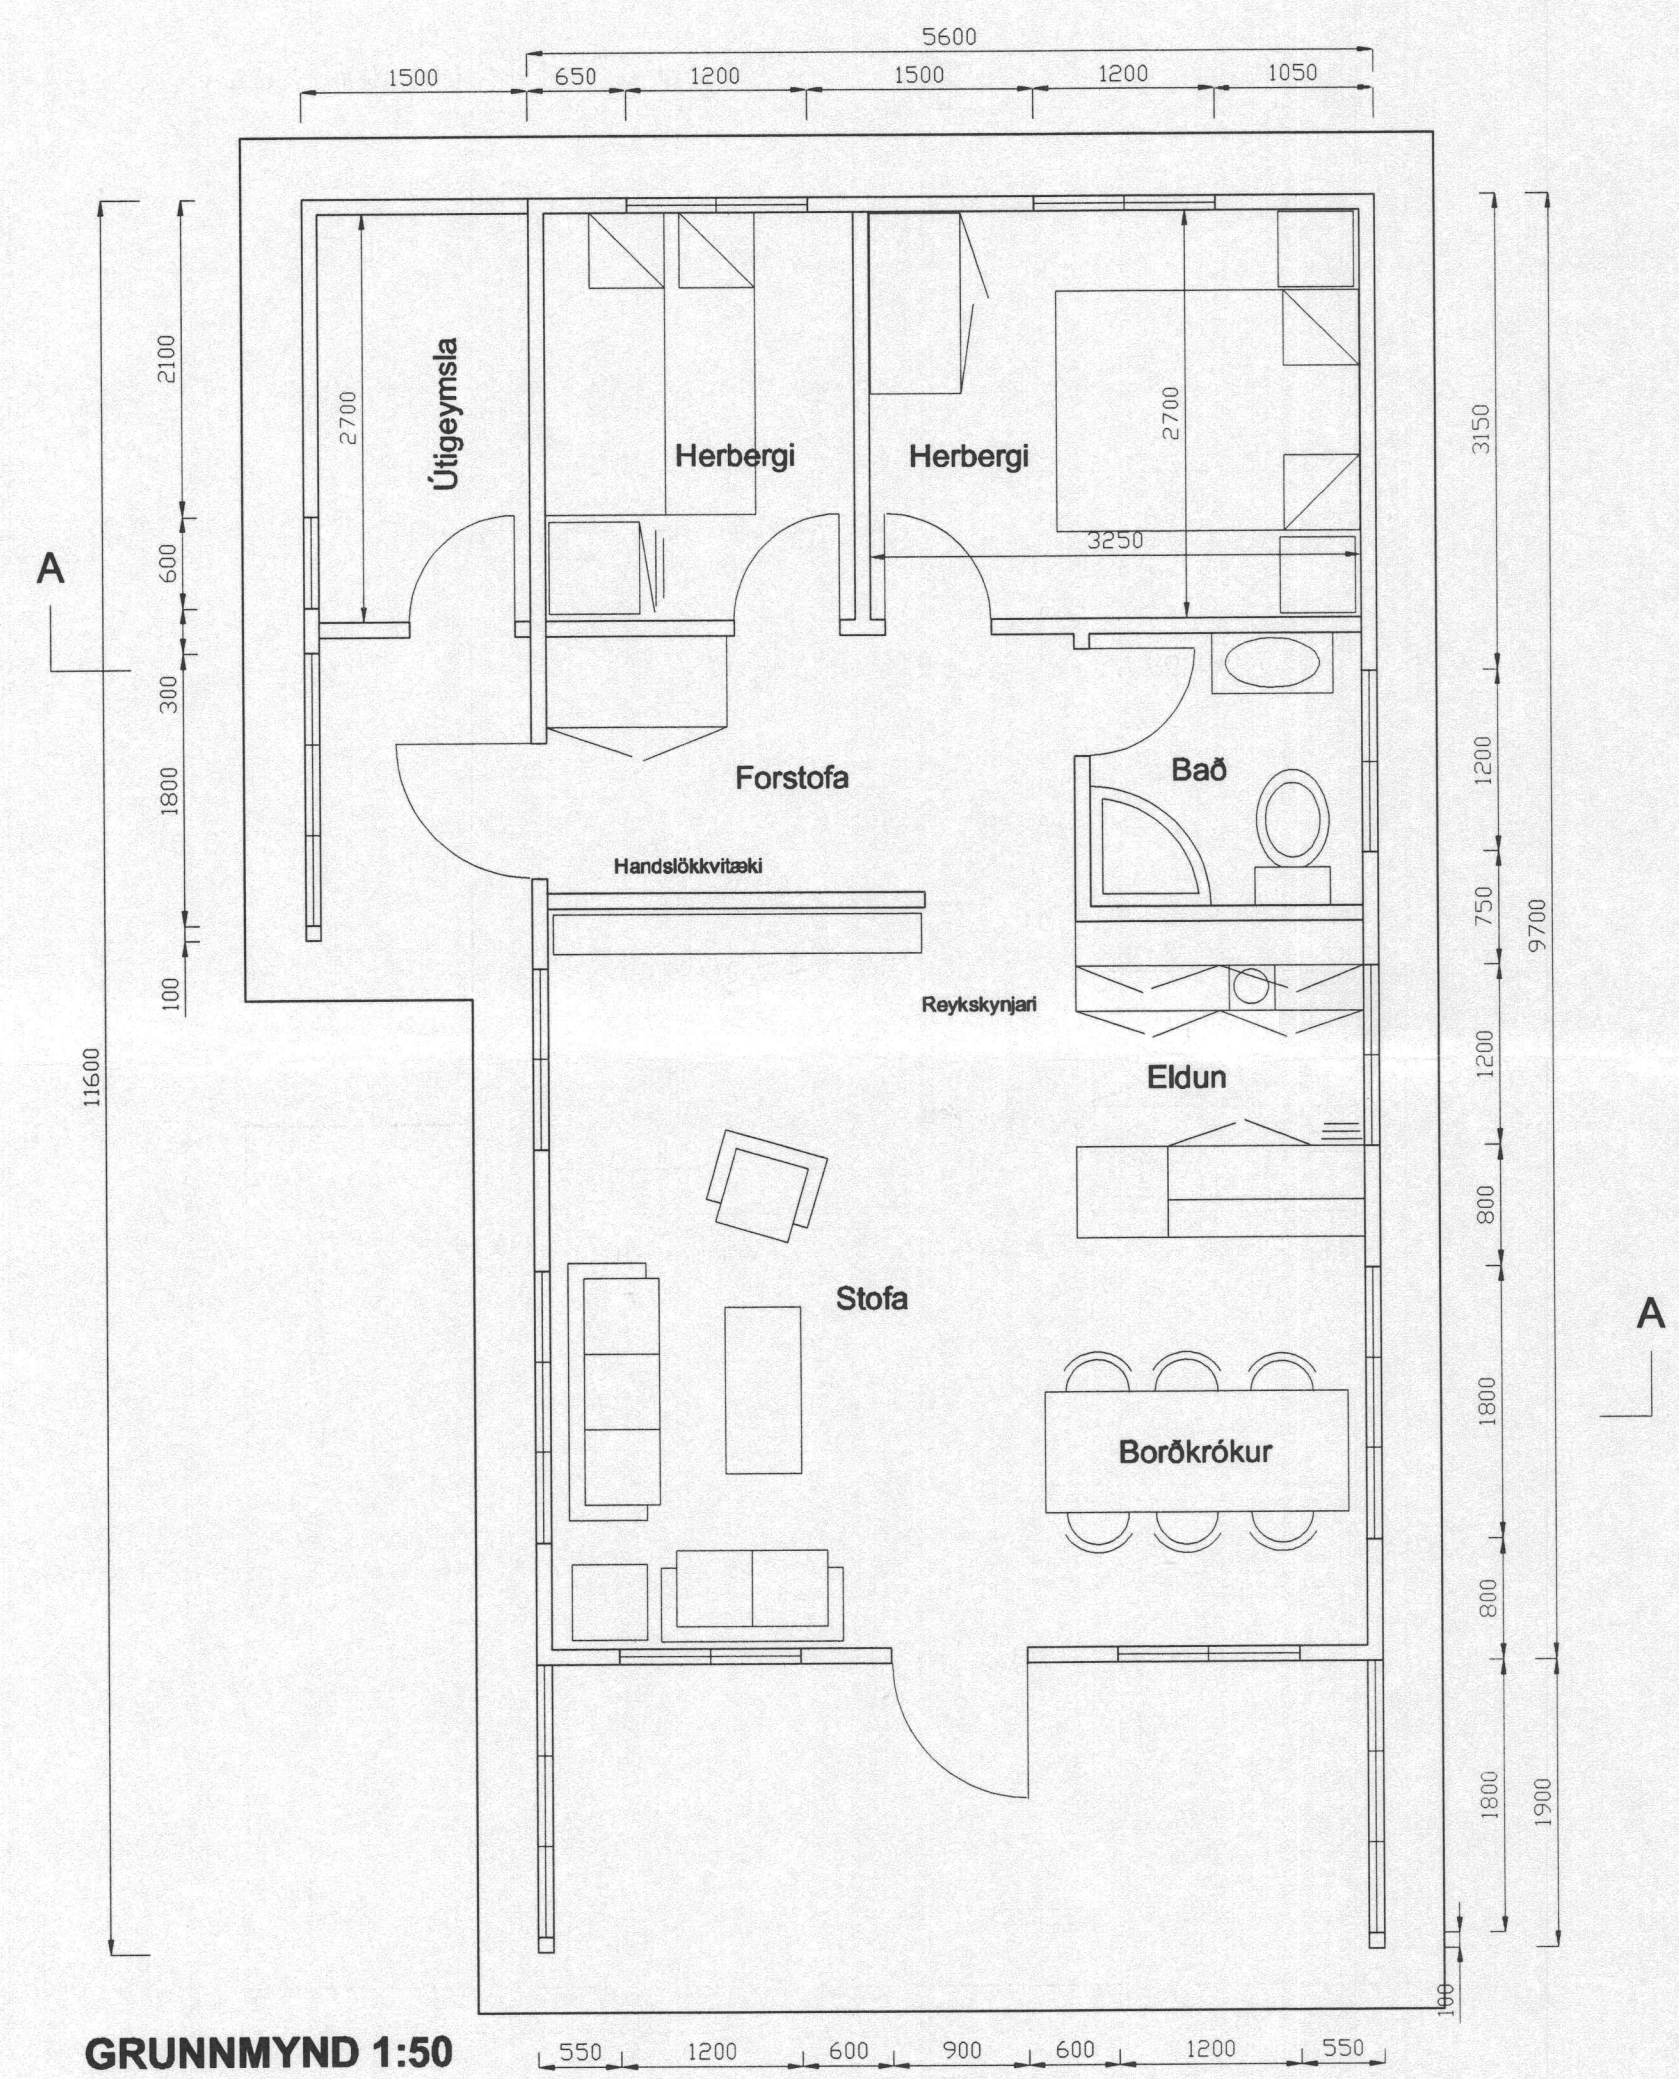 5600
1500 650 1200 1500 1200 1050
2100
600
300
1800
100
11600
3150
1200
750
1200
800
1800
800
1800
100
9700
1900
2700
Útigeymsla
Herbergi
Herbergi
2700
3250
A
Forstofa
Bað
Handslökkvitæki
Reykskynjari
Eldun
Stofa
A
Borðkrókur
GRUNNMYND 1:50
550 1200 600 900 600 1200 550